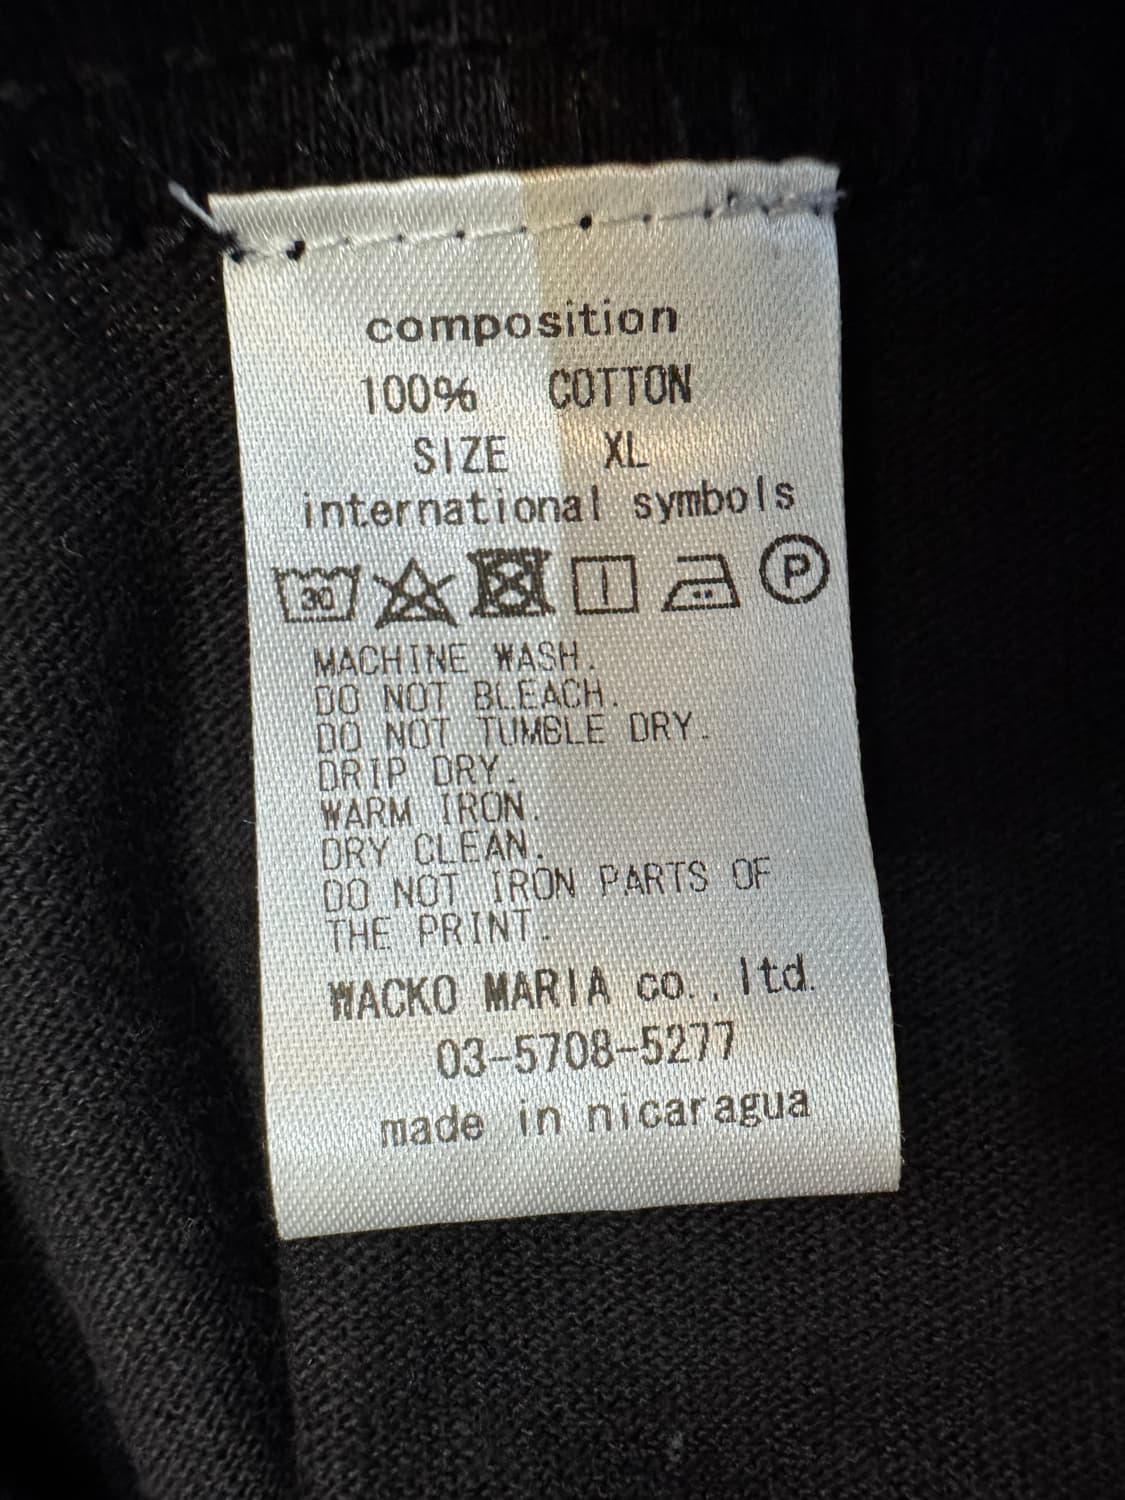 composition
100% COTTON
SIZE XL
international symbols
30 P
MACHINE WASH.
DO NOT BLEACH.
DO NOT TUMBLE DRY.
DRIP DRY.
WARM IRON.
DRY CLEAN.
DO NOT IRON PARTS OF
THE PRINT.
WACKO MARIA co., ltd.
03-5708-5277
made in nicaragua